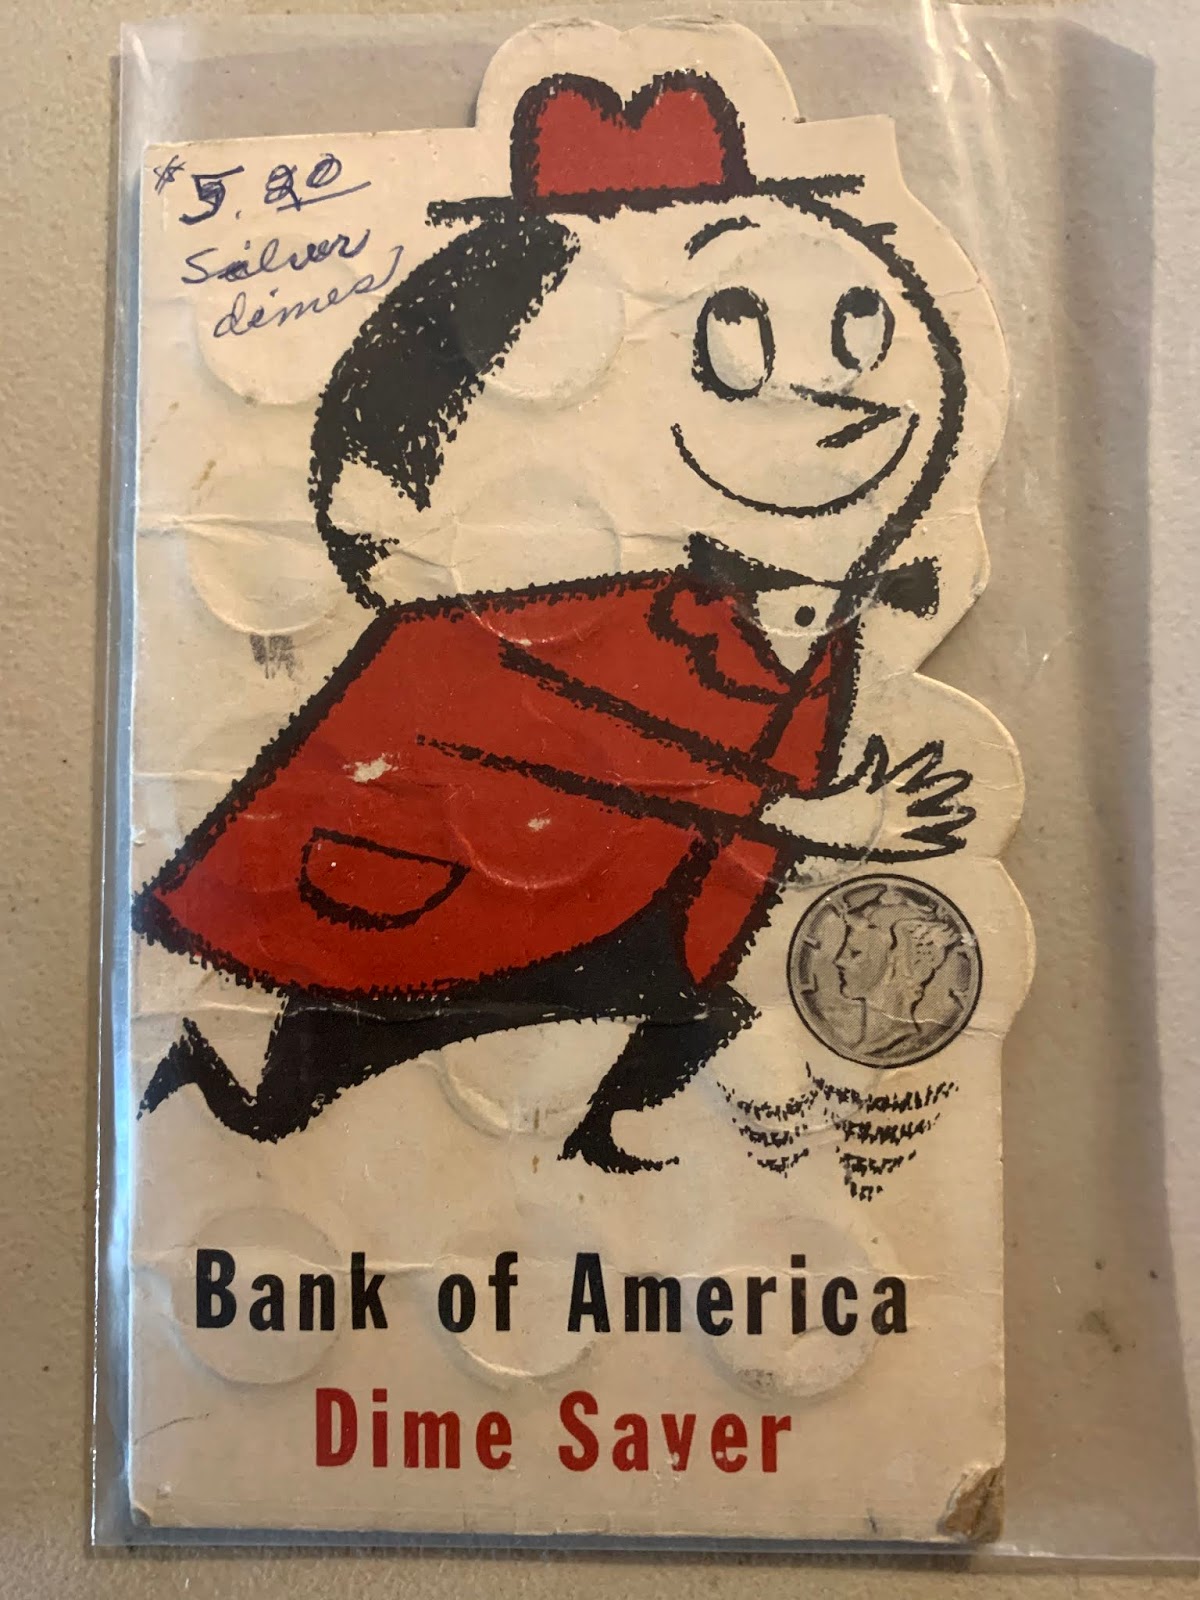 $5.20
Silver
dimes
Bank of America
Dime Saver